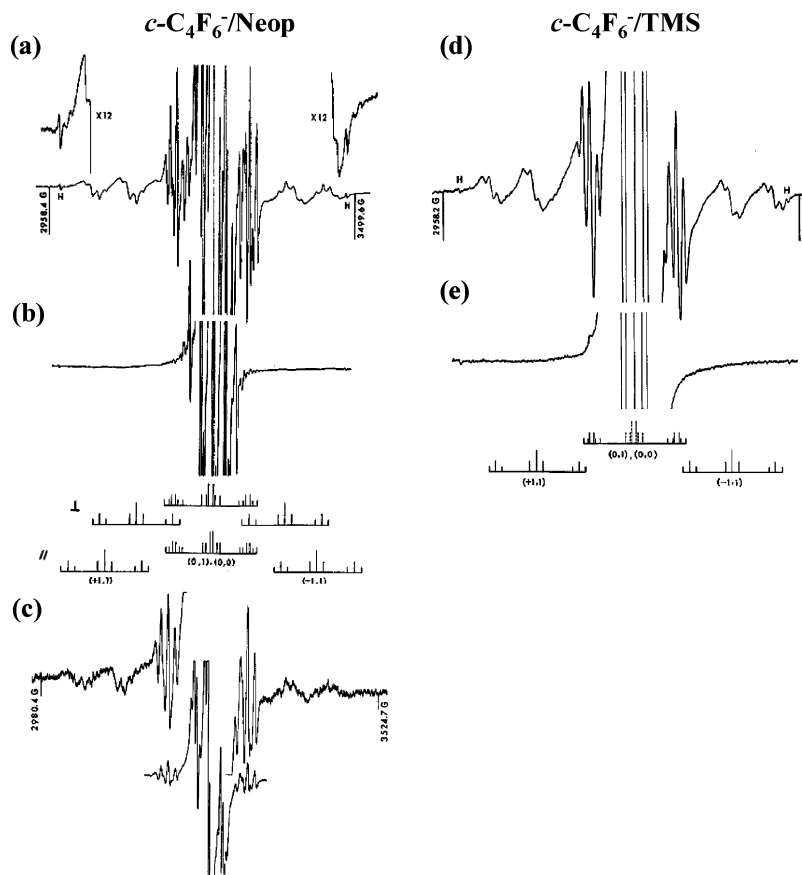 c-C₄F₆⁻/Neop
c-C₄F₆⁻/TMS
(a)
(d)
X12
X12
H
H
2958.4 G
3499.6 G
H
H
2958.2 G
(b)
(e)
(0,1),(0,0)
(+1,1)
(-1,1)
⊥
//
(0,1),(0,0)
(+1,1)
(-1,1)
(c)
2980.4 G
3524.7 G